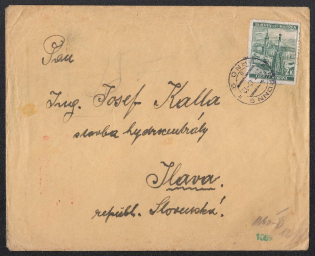 Pan
Ing. Josef Kalla
stavba hydrocentrály
Ilava.
republ. Slovenská!